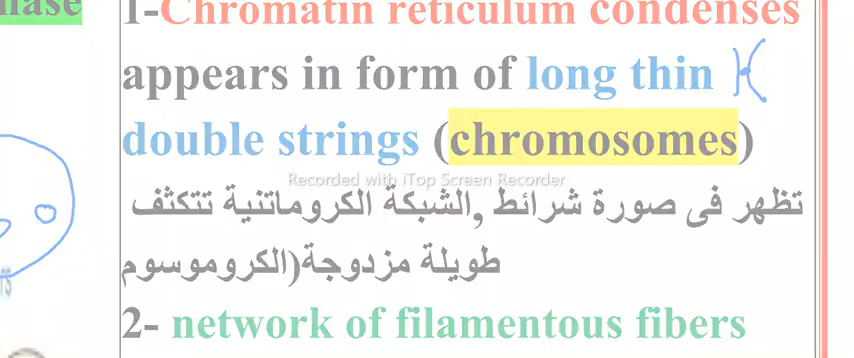 1-Chromatin reticulum condenses
appears in form of long thin
double strings (chromosomes)
Recorded with iTop Screen Recorder
تظهر فى صورة شرائط ,الشبكة الكروماتنية تتكثف
طويلة مزدوجة(الكروموسوم
2- network of filamentous fibers